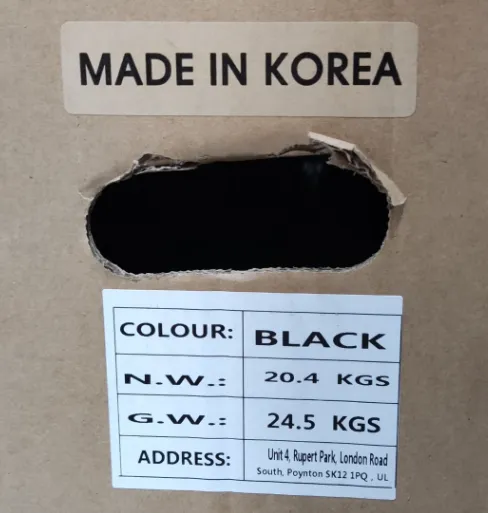 MADE IN KOREA
COLOUR: BLACK
N.W.: 20.4 KGS
G.W.: 24.5 KGS
ADDRESS: Unit 4, Rupert Park, London Road
South, Poynton SK12 1PQ , UL